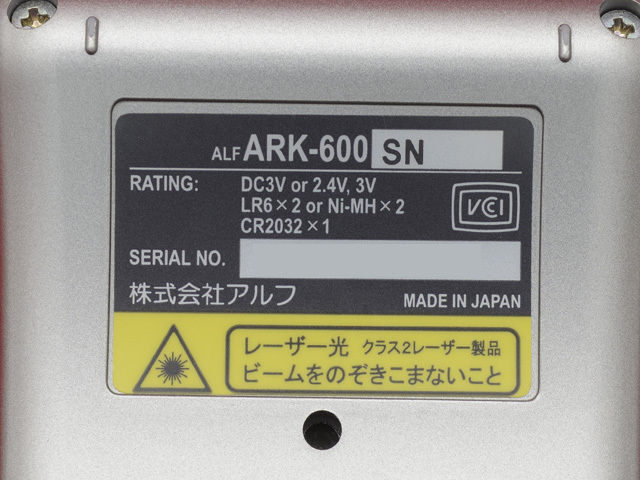 ALF ARK-600 SN
RATING: DC3V or 2.4V, 3V
LR6×2 or Ni-MH×2
CR2032×1
VCCI
SERIAL NO.
株式会社アルフ
MADE IN JAPAN
レーザー光 クラス2レーザー製品
ビームをのぞきこまないこと